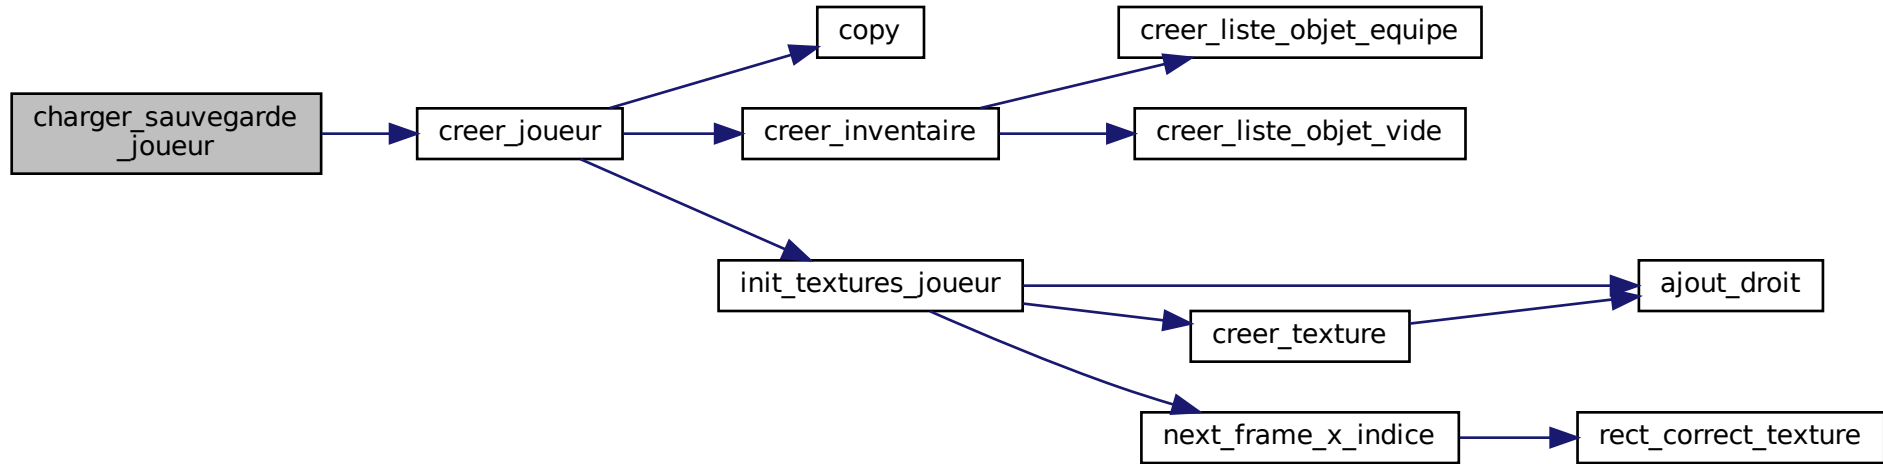 charger_sauvegarde
_joueur
creer_joueur
copy
creer_inventaire
creer_liste_objet_equipe
creer_liste_objet_vide
init_textures_joueur
ajout_droit
creer_texture
next_frame_x_indice
rect_correct_texture